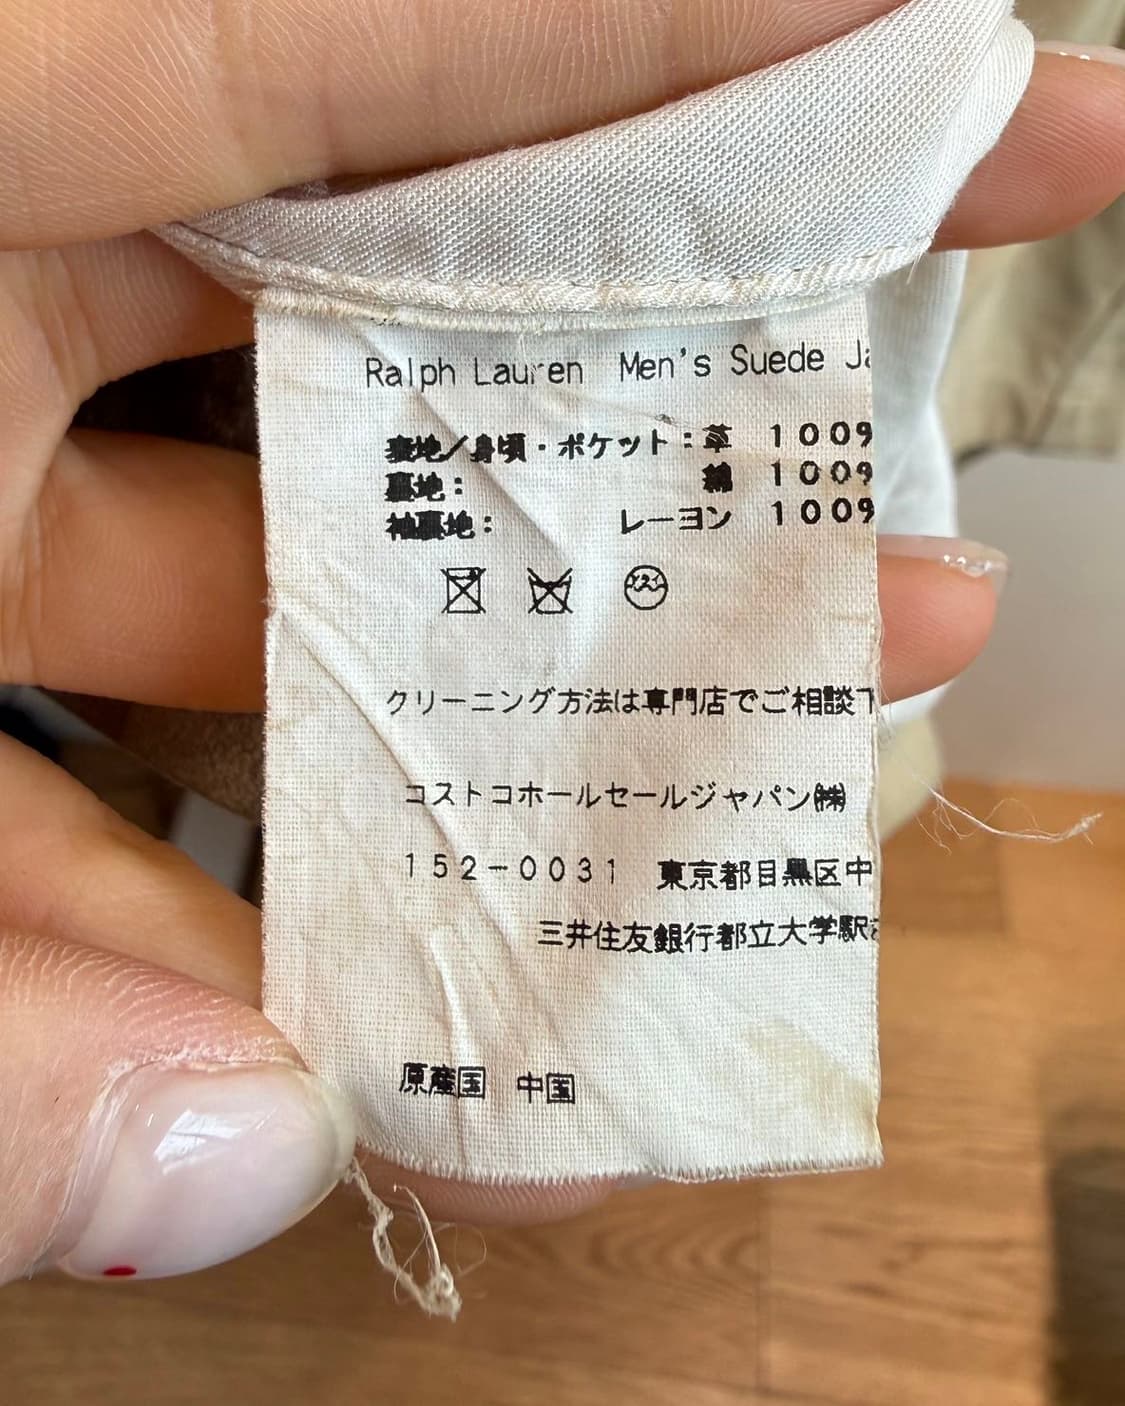 Ralph Lauren Men's Suede Ja
表地／身頃・ポケット：革 100%
裏地： 綿 100%
袖裏地： レーヨン 100%
クリーニング方法は専門店でご相談下
コストコホールセールジャパン㈱
152-0031 東京都目黒区中
三井住友銀行都立大学駅
原産国 中国